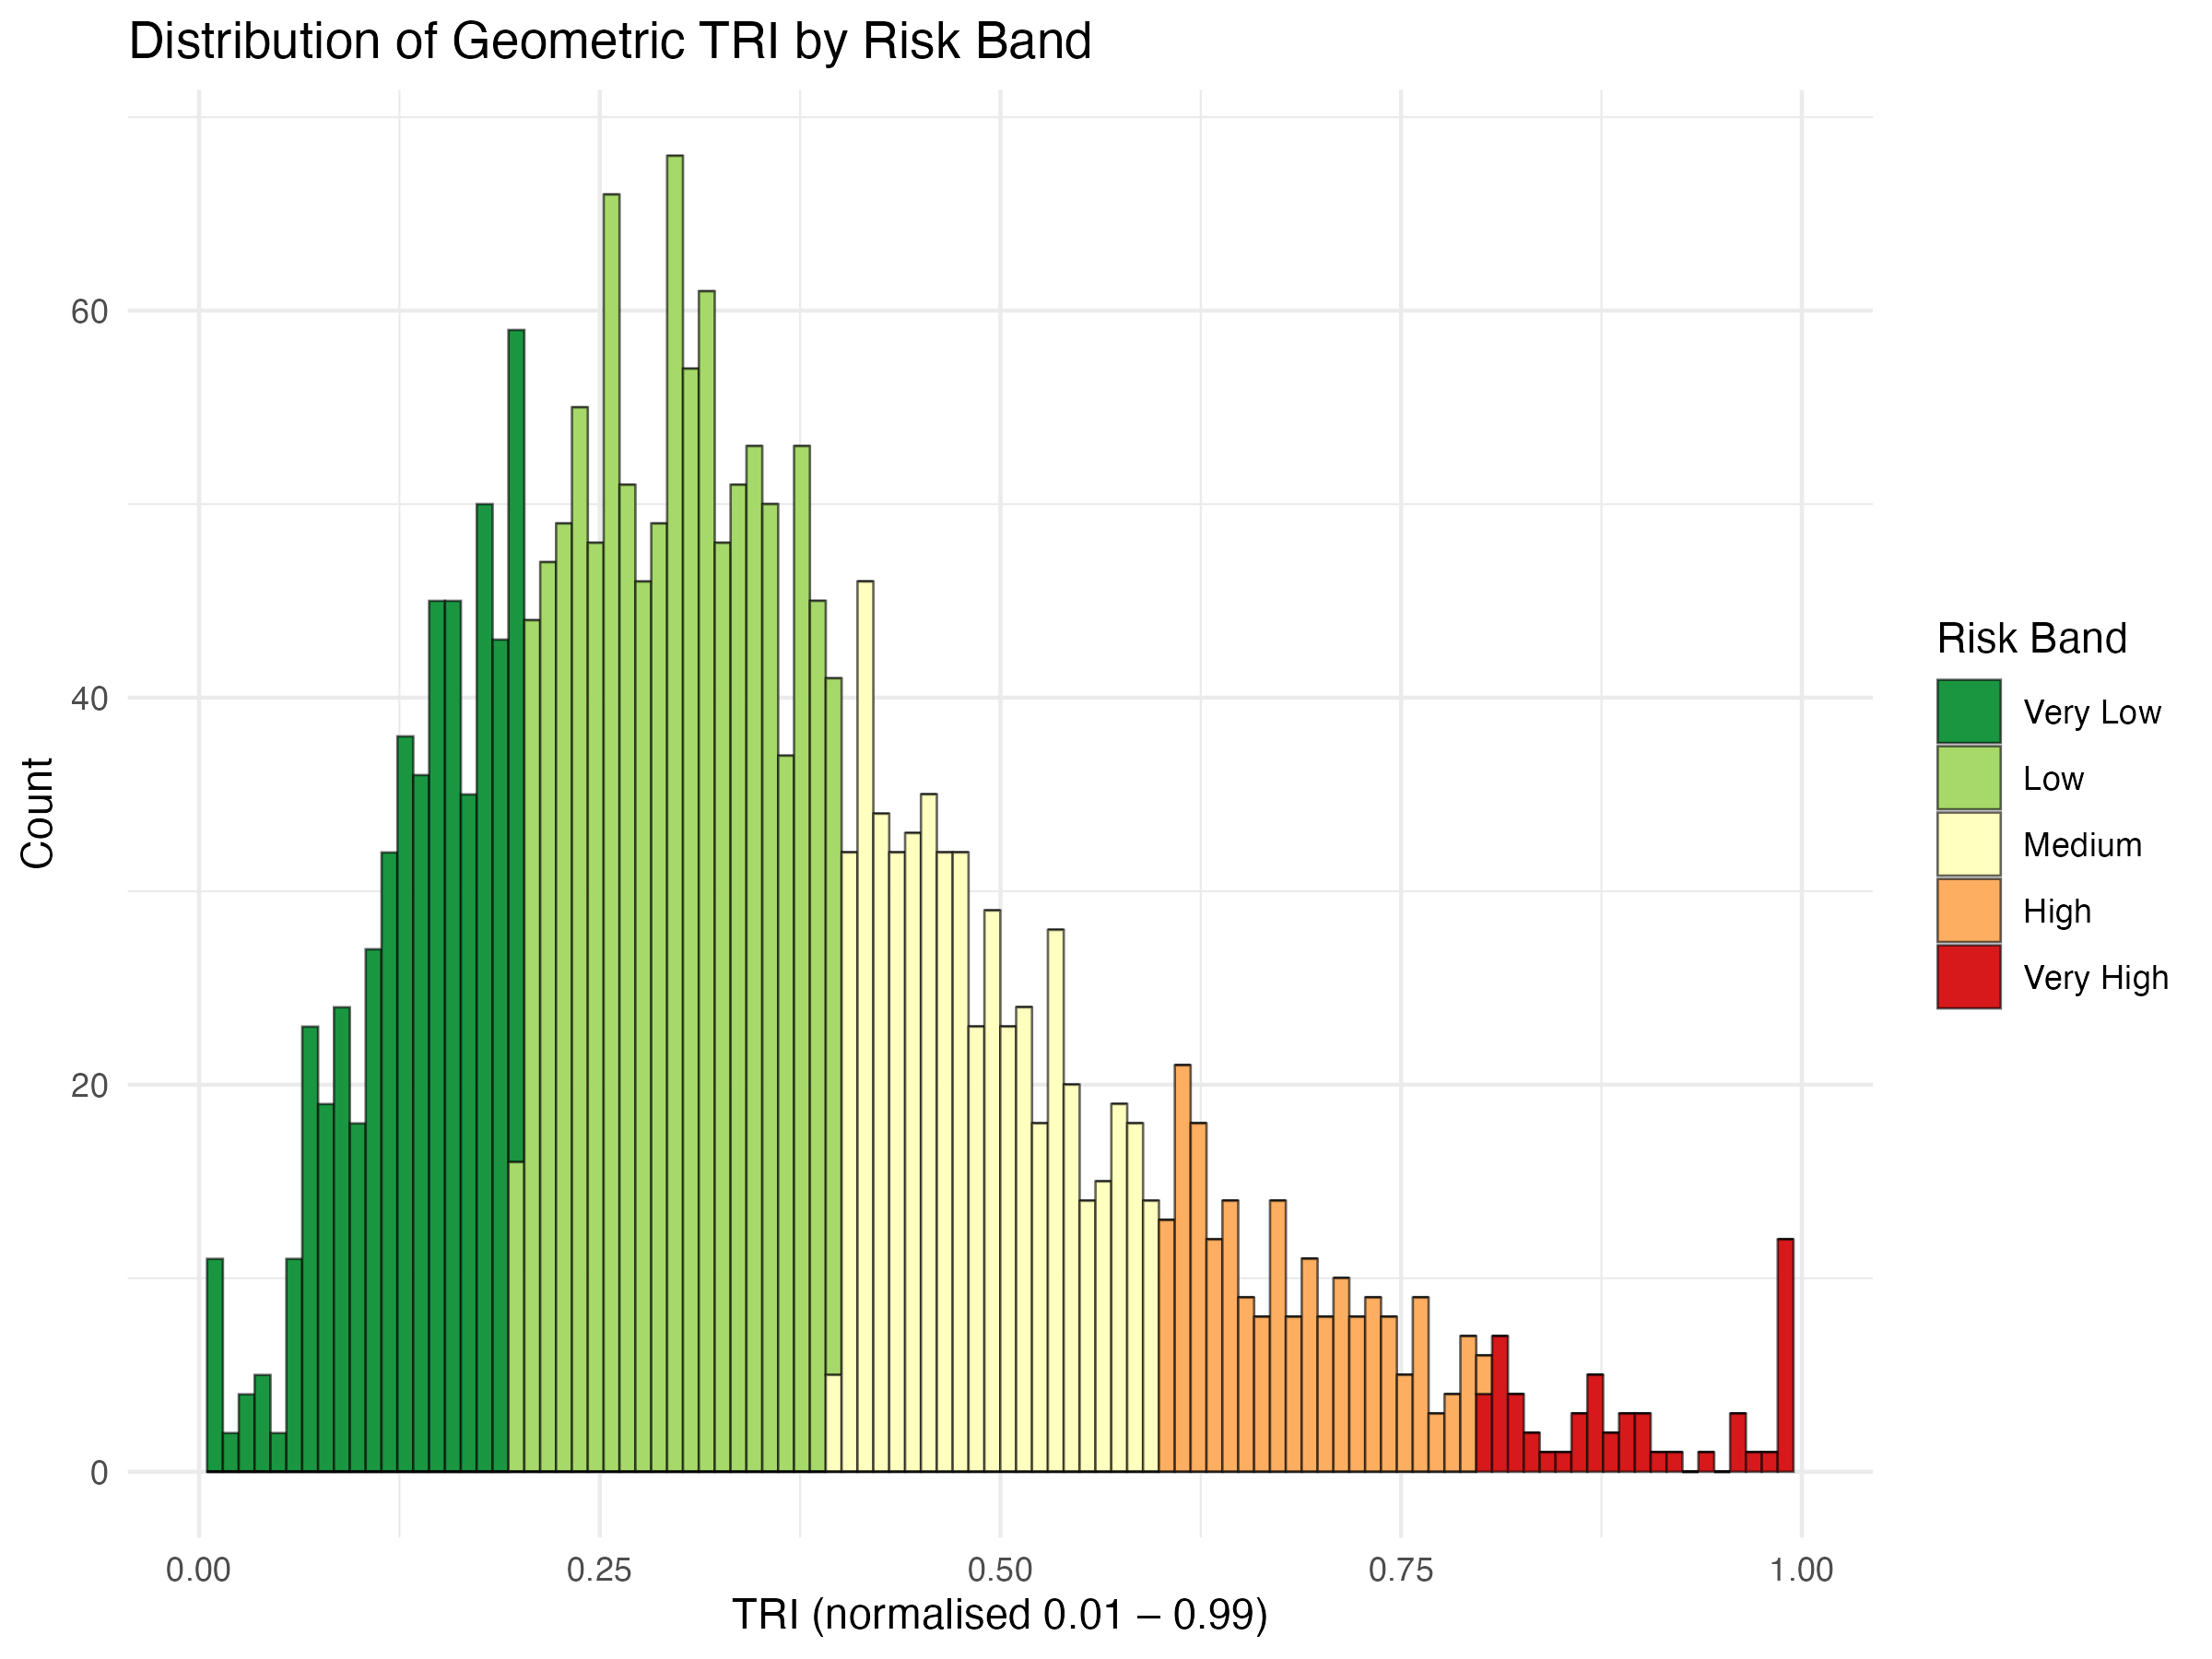 Distribution of Geometric TRI by Risk Band
60
40
20
0
Count
0.00 0.25 0.50 0.75 1.00
TRI (normalised 0.01 – 0.99)
Risk Band
Very Low
Low
Medium
High
Very High